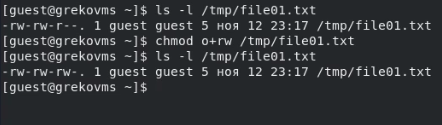 [guest@grekovms ~]$ ls -l /tmp/file01.txt
-rw-rw-r--. 1 guest guest 5 ноя 12 23:17 /tmp/file01.txt
[guest@grekovms ~]$ chmod o+rw /tmp/file01.txt
[guest@grekovms ~]$ ls -l /tmp/file01.txt
-rw-rw-rw-. 1 guest guest 5 ноя 12 23:17 /tmp/file01.txt
[guest@grekovms ~]$